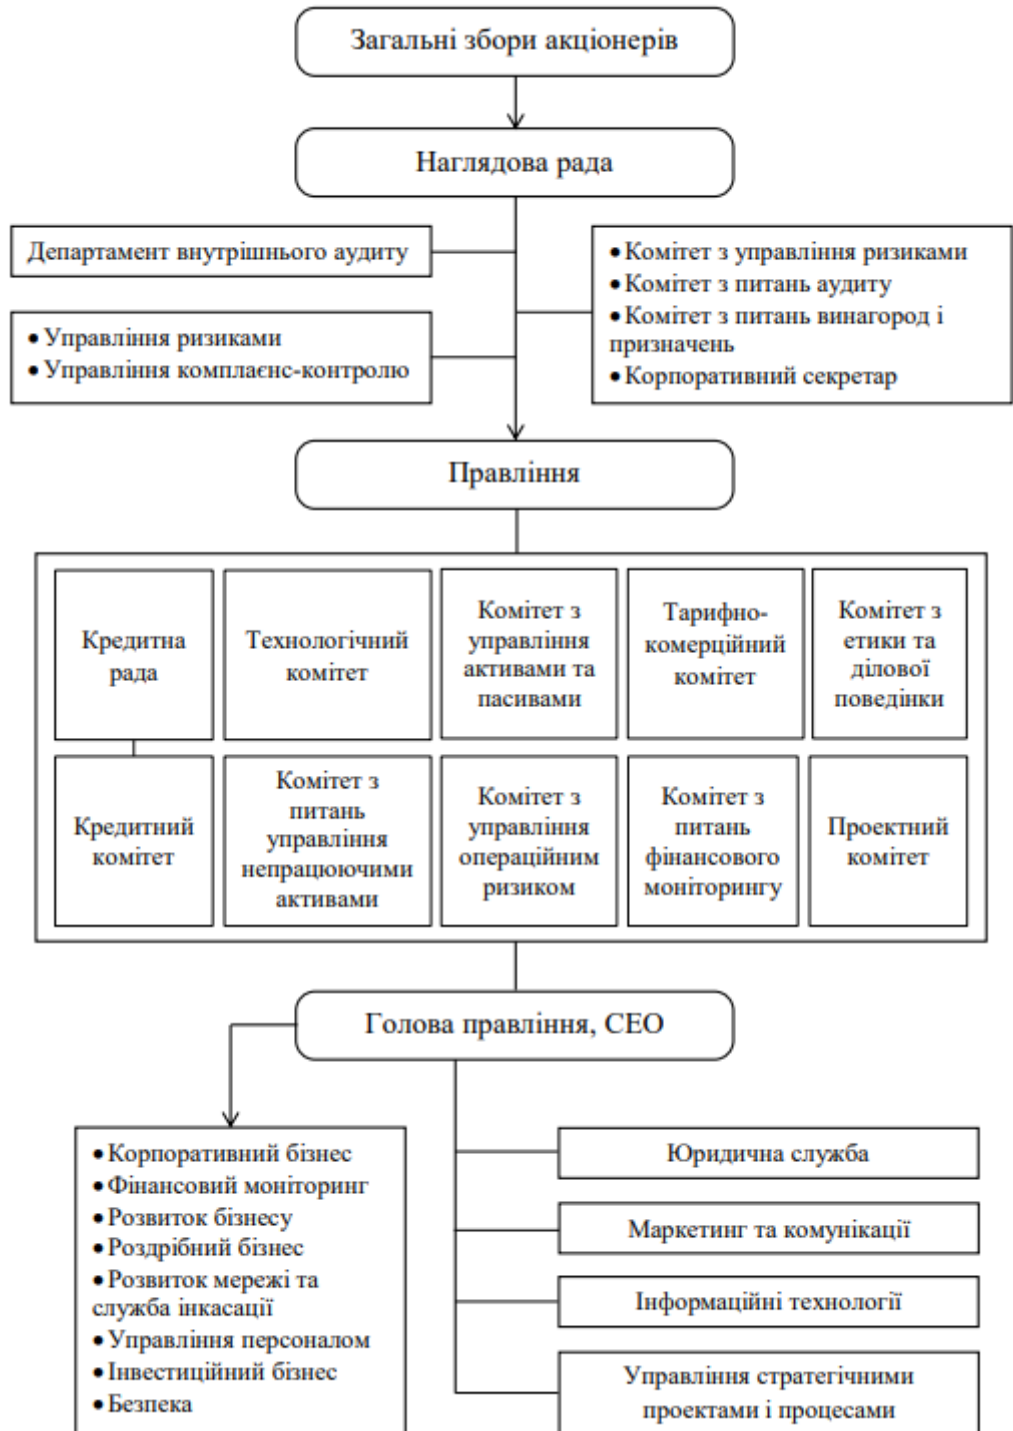 Загальні збори акціонерів
Наглядова рада
Департамент внутрішнього аудиту
• Управління ризиками
• Управління комплаєнс-контролю
• Комітет з управління ризиками
• Комітет з питань аудиту
• Комітет з питань винагород і
призначень
• Корпоративний секретар
Правління
Кредитна
рада
Технологічний
комітет
Комітет з
управління
активами та
пасивами
Тарифно-
комерційний
комітет
Комітет з
етики та
ділової
поведінки
Кредитний
комітет
Комітет з
питань
управління
непрацюючими
активами
Комітет з
управління
операційним
ризиком
Комітет з
питань
фінансового
моніторингу
Проектний
комітет
Голова правління, СЕО
• Корпоративний бізнес
• Фінансовий моніторинг
• Розвиток бізнесу
• Роздрібний бізнес
• Розвиток мережі та
служба інкасації
• Управління персоналом
• Інвестиційний бізнес
• Безпека
Юридична служба
Маркетинг та комунікації
Інформаційні технології
Управління стратегічними
проектами і процесами